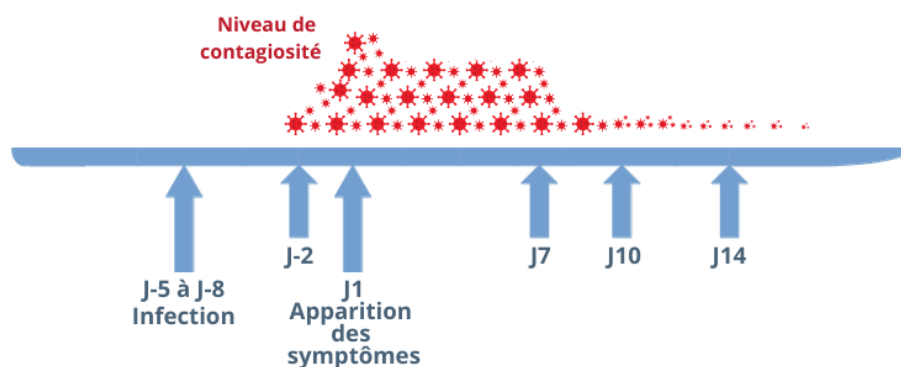 Niveau de
contagiosité
J-2
J7
J10
J14
J-5 à J-8
Infection
J1
Apparition
des
symptômes